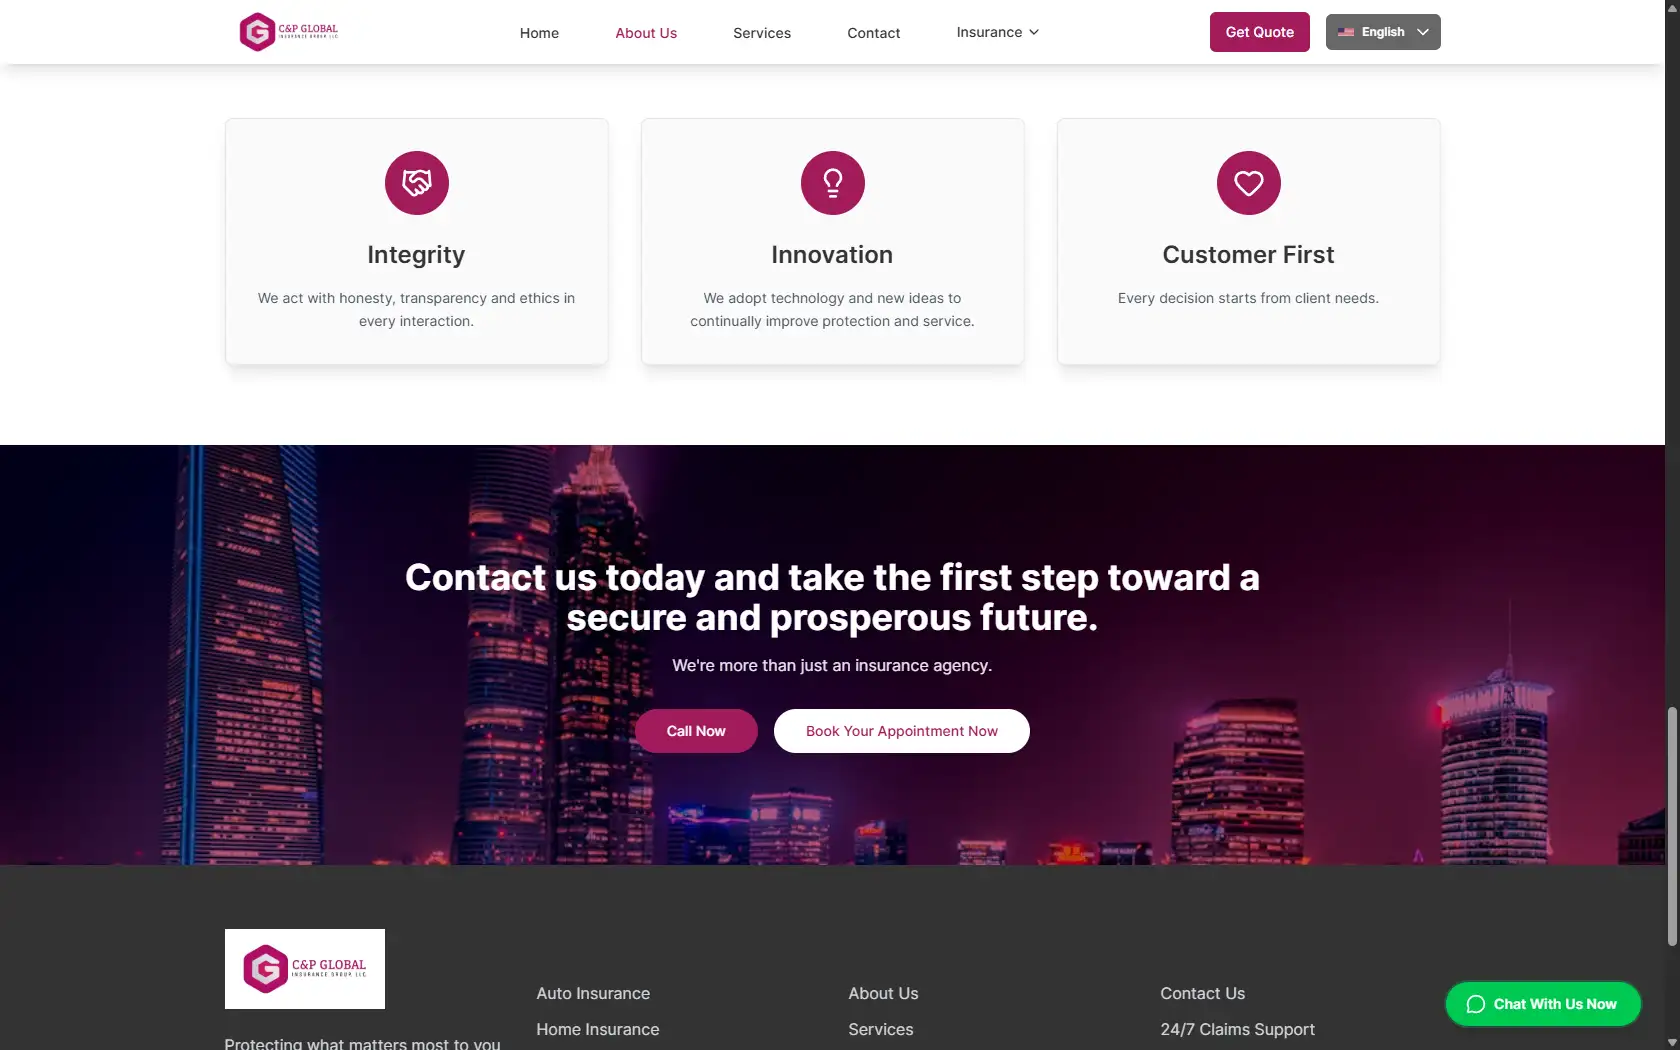 C&P GLOBAL
INSURANCE GROUP LLC
Home
About Us
Services
Contact
Insurance
Get Quote
English
Integrity
We act with honesty, transparency and ethics in
every interaction.
Innovation
We adopt technology and new ideas to
continually improve protection and service.
Customer First
Every decision starts from client needs.
Contact us today and take the first step toward a
secure and prosperous future.
We're more than just an insurance agency.
Call Now
Book Your Appointment Now
C&P GLOBAL
INSURANCE GROUP LLC
Protecting what matters most to you
Auto Insurance
Home Insurance
About Us
Services
Contact Us
24/7 Claims Support
Chat With Us Now